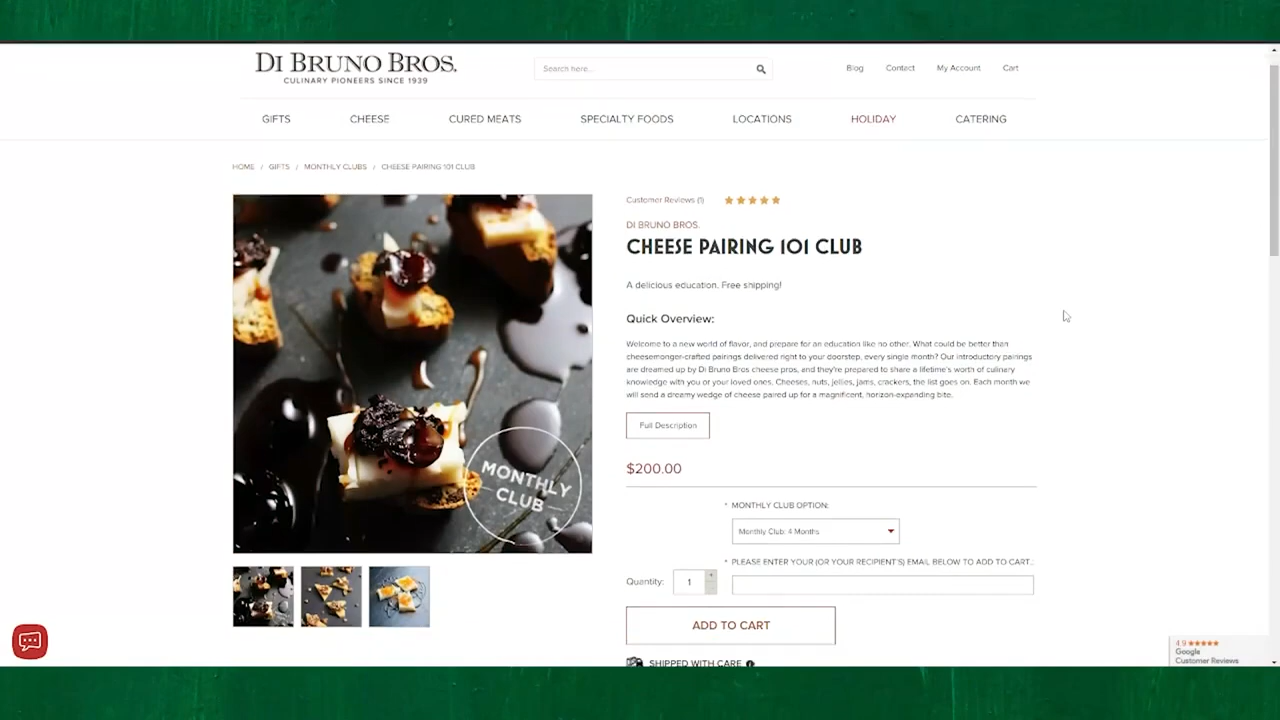 DI BRUNO BROS.
CULINARY PIONEERS SINCE 1939
Search here...
Blog
Contact
My Account
Cart
GIFTS
CHEESE
CURED MEATS
SPECIALTY FOODS
LOCATIONS
HOLIDAY
CATERING
HOME / GIFTS / MONTHLY CLUBS / CHEESE PAIRING 101 CLUB
MONTHLY
CLUB
Customer Reviews (1)
DI BRUNO BROS.
CHEESE PAIRING 101 CLUB
A delicious education. Free shipping!
Quick Overview:
Welcome to a new world of flavor, and prepare for an education like no other. What could be better than
cheesemonger-crafted pairings delivered right to your doorstep, every single month? Our introductory pairings
are dreamed up by Di Bruno Bros cheese pros, and they're prepared to share a lifetime's worth of culinary
knowledge with you or your loved ones. Cheeses, nuts, jellies, jams, crackers, the list goes on. Each month we
will send a dreamy wedge of cheese paired up for a magnificent, horizon-expanding bite.
Full Description
$200.00
* MONTHLY CLUB OPTION:
Monthly Club: 4 Months
* PLEASE ENTER YOUR (OR YOUR RECIPIENT'S) EMAIL BELOW TO ADD TO CART.:
Quantity:
1
ADD TO CART
SHIPPED WITH CARE
4.9
Google
Customer Reviews